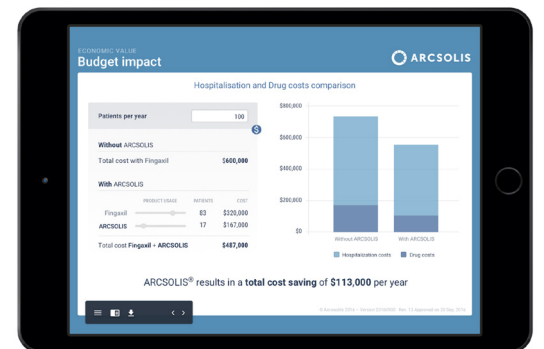 ECONOMIC VALUE
Budget impact
ARCSOLIS
Hospitalisation and Drug costs comparison
Patients per year 100
$
Without ARCSOLIS
Total cost with Fingaxil $600,000
With ARCSOLIS
PRODUCT USAGE PATIENTS COST
Fingaxil 83 $320,000
ARCSOLIS 17 $167,000
Total cost Fingaxil + ARCSOLIS $487,000
$800,000
$600,000
$400,000
$200,000
$0
Without ARCSOLIS With ARCSOLIS
Hospitalization costs Drug costs
ARCSOLIS® results in a total cost saving of $113,000 per year